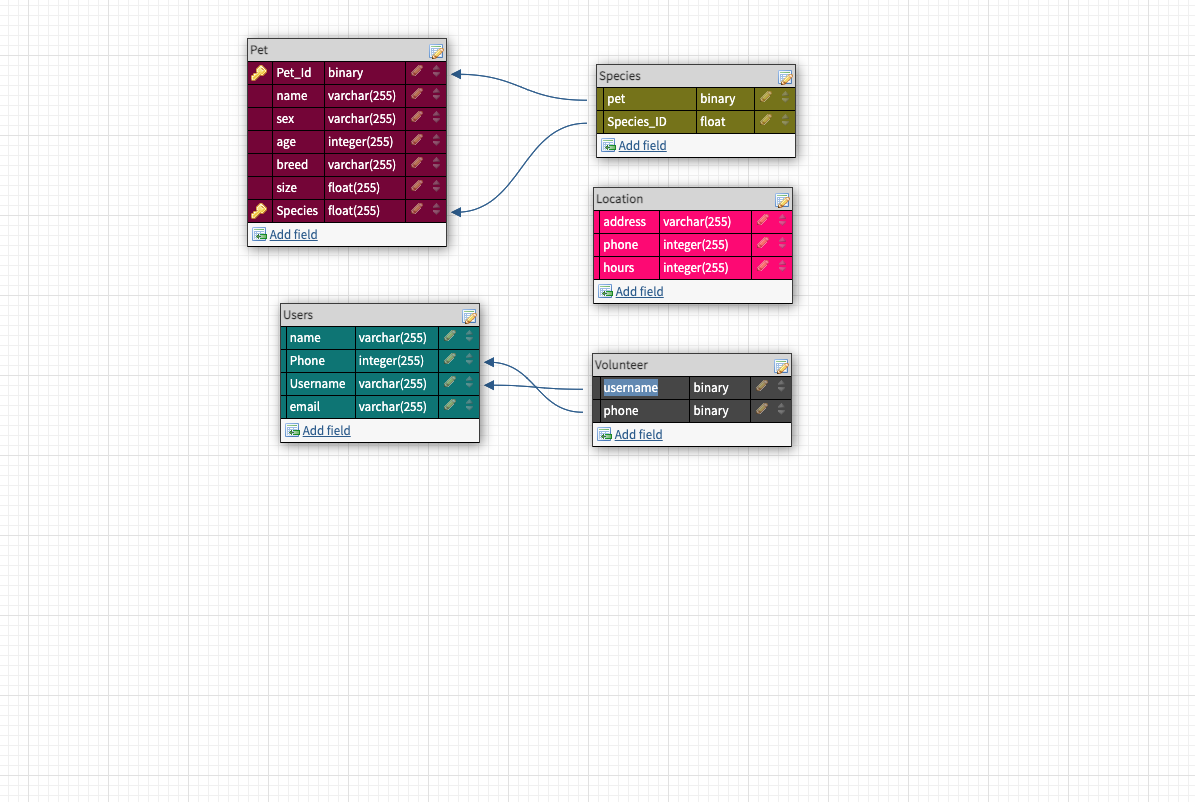 Pet
Pet_Id binary
name varchar(255)
sex varchar(255)
age integer(255)
breed varchar(255)
size float(255)
Species float(255)
Add field
Species
pet binary
Species_ID float
Add field
Location
address varchar(255)
phone integer(255)
hours integer(255)
Add field
Users
name varchar(255)
Phone integer(255)
Username varchar(255)
email varchar(255)
Add field
Volunteer
username binary
phone binary
Add field